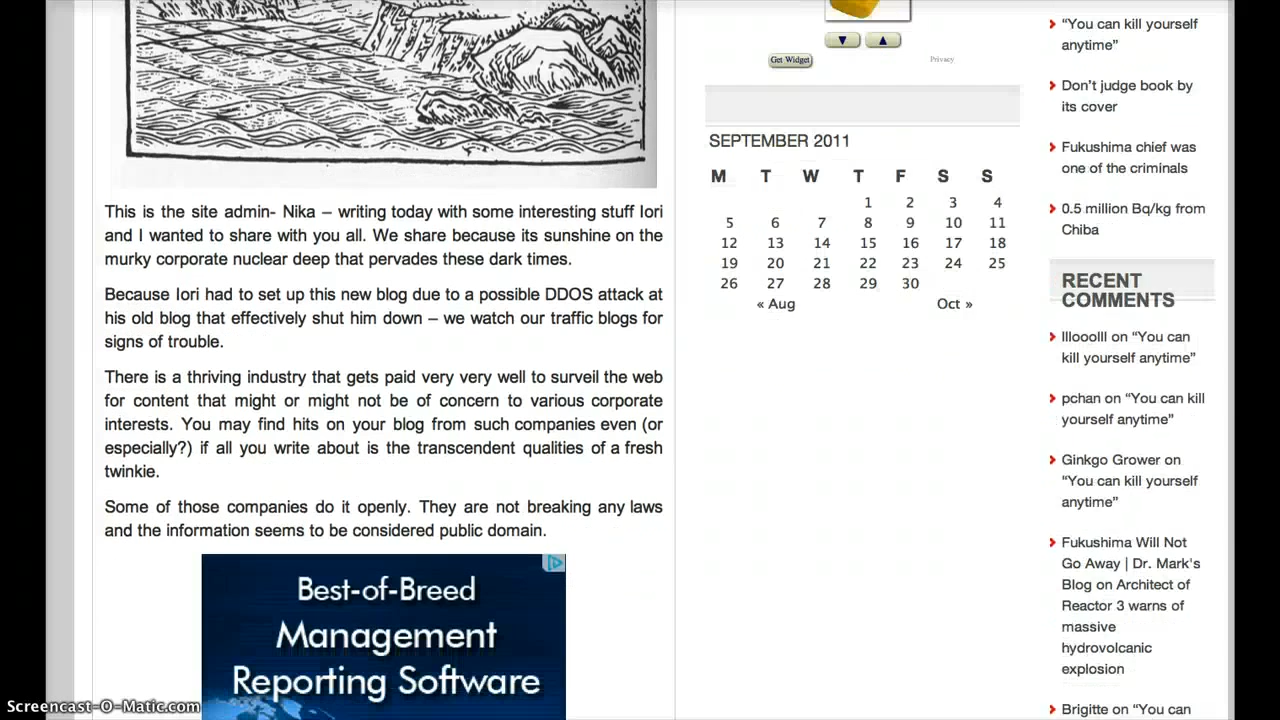 This is the site admin- Nika – writing today with some interesting stuff Iori
and I wanted to share with you all. We share because its sunshine on the
murky corporate nuclear deep that pervades these dark times.
Because Iori had to set up this new blog due to a possible DDOS attack at
his old blog that effectively shut him down – we watch our traffic blogs for
signs of trouble.
There is a thriving industry that gets paid very very well to surveil the web
for content that might or might not be of concern to various corporate
interests. You may find hits on your blog from such companies even (or
especially?) if all you write about is the transcendent qualities of a fresh
twinkie.
Some of those companies do it openly. They are not breaking any laws
and the information seems to be considered public domain.
Best-of-Breed
Management
Reporting Software
Get Widget
Privacy
SEPTEMBER 2011
M T W T F S S
1 2 3 4
5 6 7 8 9 10 11
12 13 14 15 16 17 18
19 20 21 22 23 24 25
26 27 28 29 30
« Aug Oct »
“You can kill yourself
anytime”
Don’t judge book by
its cover
Fukushima chief was
one of the criminals
0.5 million Bq/kg from
Chiba
RECENT
COMMENTS
lllooolll on “You can
kill yourself anytime”
pchan on “You can kill
yourself anytime”
Ginkgo Grower on
“You can kill yourself
anytime”
Fukushima Will Not
Go Away | Dr. Mark's
Blog on Architect of
Reactor 3 warns of
massive
hydrovolcanic
explosion
Brigitte on “You can
Screencast-O-Matic.com